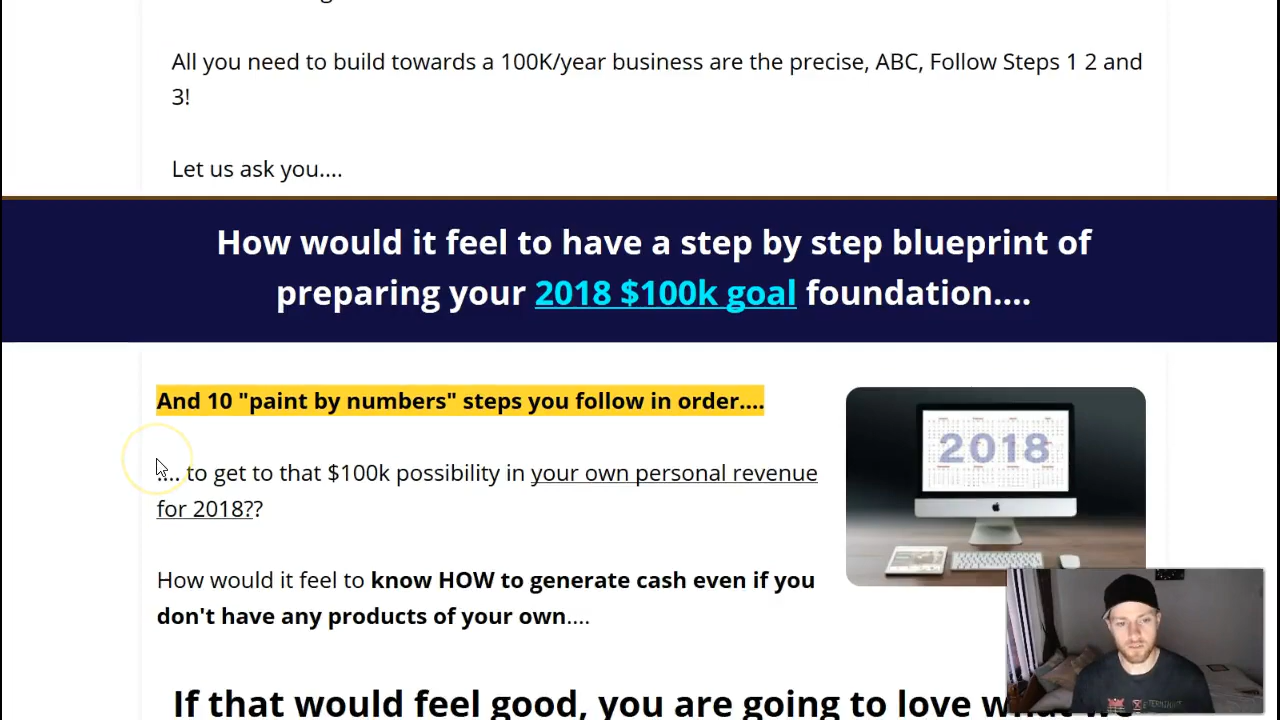 All you need to build towards a 100K/year business are the precise, ABC, Follow Steps 1 2 and
3!
Let us ask you....
How would it feel to have a step by step blueprint of
preparing your 2018 $100k goal foundation....
And 10 "paint by numbers" steps you follow in order....
.... to get to that $100k possibility in your own personal revenue
for 2018??
2018
How would it feel to know HOW to generate cash even if you
don't have any products of your own....
If that would feel good, you are going to love